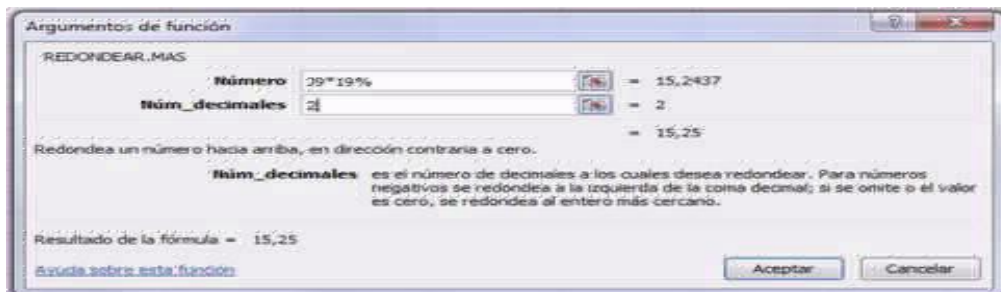 Argumentos de función
REDONDEAR.MAS
Número J9*19% = 15,2437
Núm_decimales 2 = 2
= 15,25
Redondea un número hacia arriba, en dirección contraria a cero.
Núm_decimales es el número de decimales a los cuales desea redondear. Para números
negativos se redondea a la izquierda de la coma decimal; si se omite o el valor
es cero, se redondea al entero más cercano.
Resultado de la fórmula = 15,25
Ayuda sobre esta función Aceptar Cancelar